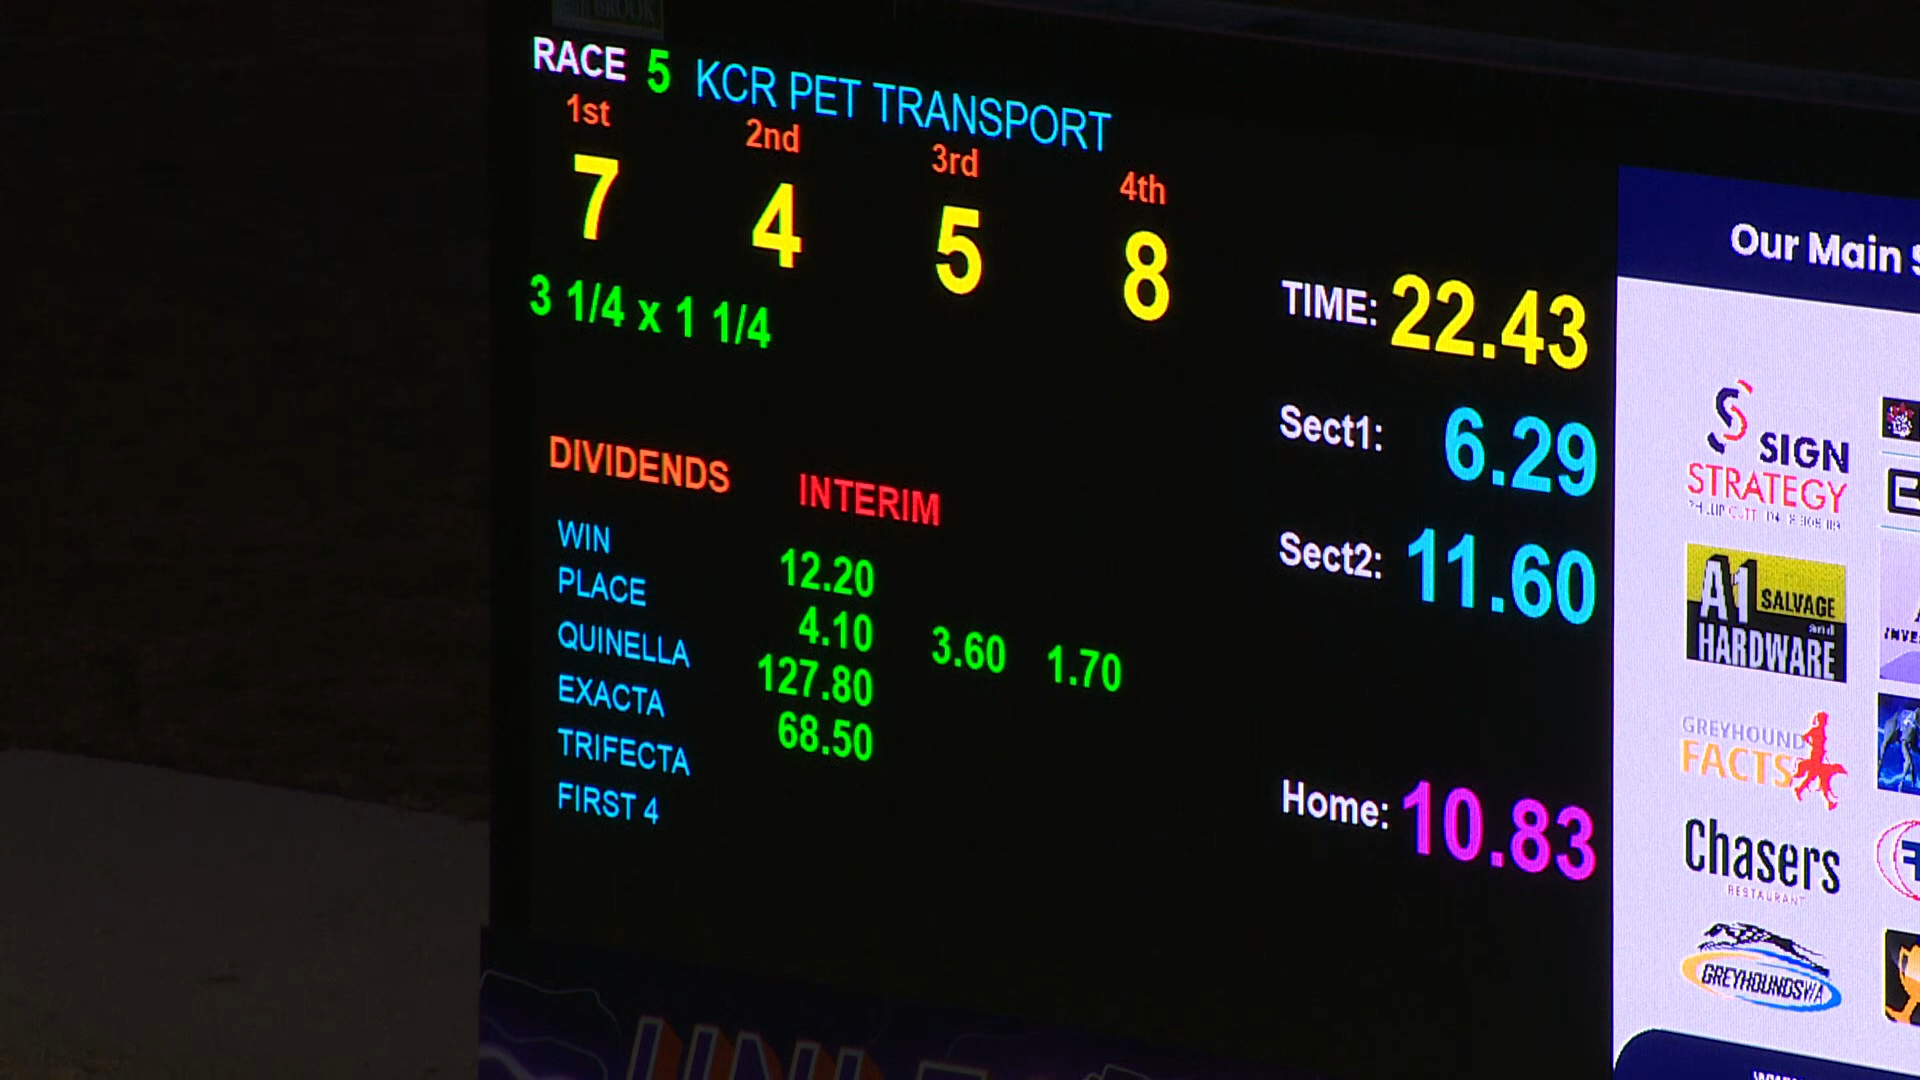 BROOK
RACE 5 KCR PET TRANSPORT
1st 2nd 3rd 4th
7 4 5 8
3 1/4 x 1 1/4
TIME: 22.43
Sect1: 6.29
Sect2: 11.60
Home: 10.83
DIVIDENDS INTERIM
WIN 12.20
PLACE 4.10 3.60 1.70
QUINELLA 127.80
EXACTA 68.50
TRIFECTA
FIRST 4
Our Main
SIGN
STRATEGY
A1 SALVAGE
and
HARDWARE
GREYHOUND
FACTS
Chasers
RESTAURANT
GREYHOUNDSWA